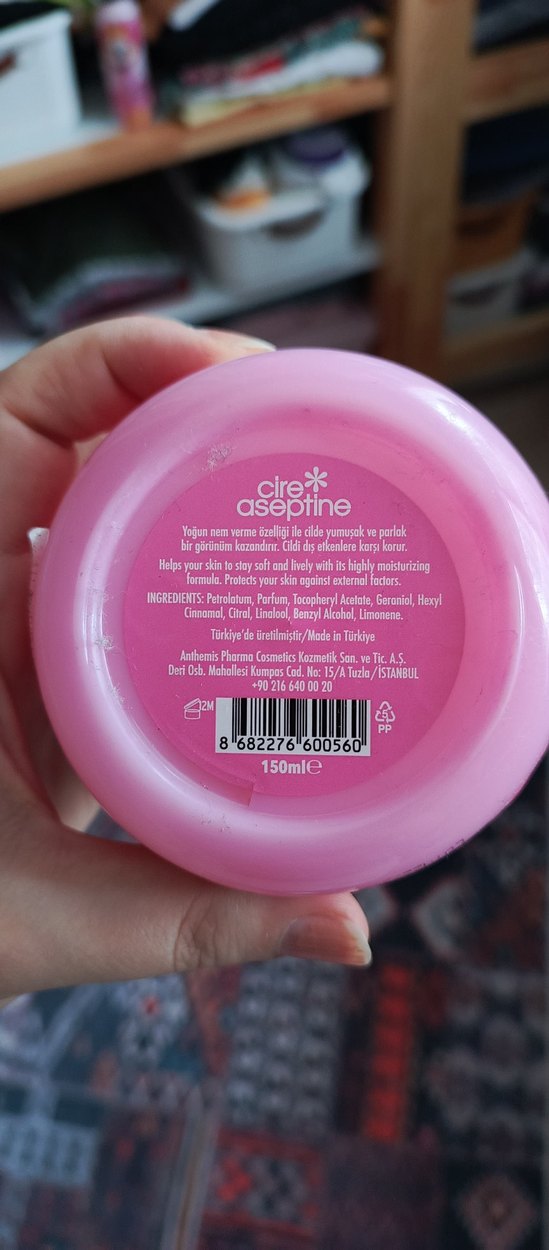 cire
aseptine
Yoğun nem verme özelliği ile cilde yumuşak ve parlak
bir görünüm kazandırır. Cildi dış etkenlere karşı korur.
Helps your skin to stay soft and lively with its highly moisturizing
formula. Protects your skin against external factors.
INGREDIENTS: Petrolatum, Parfum, Tocopheryl Acetate, Geraniol, Hexyl
Cinnamol, Citral, Linalool, Benzyl Alcohol, Limonene.
Türkiye'de üretilmiştir/Made in Türkiye
Anthemis Pharma Cosmetics Kozmetik San. ve Tic. A.Ş.
Deri Osb. Mahallesi Kumpas Cad. No: 15/A Tuzla/İSTANBUL
+90 216 640 00 20
2M
8 682276 600560
5
PP
150ml℮